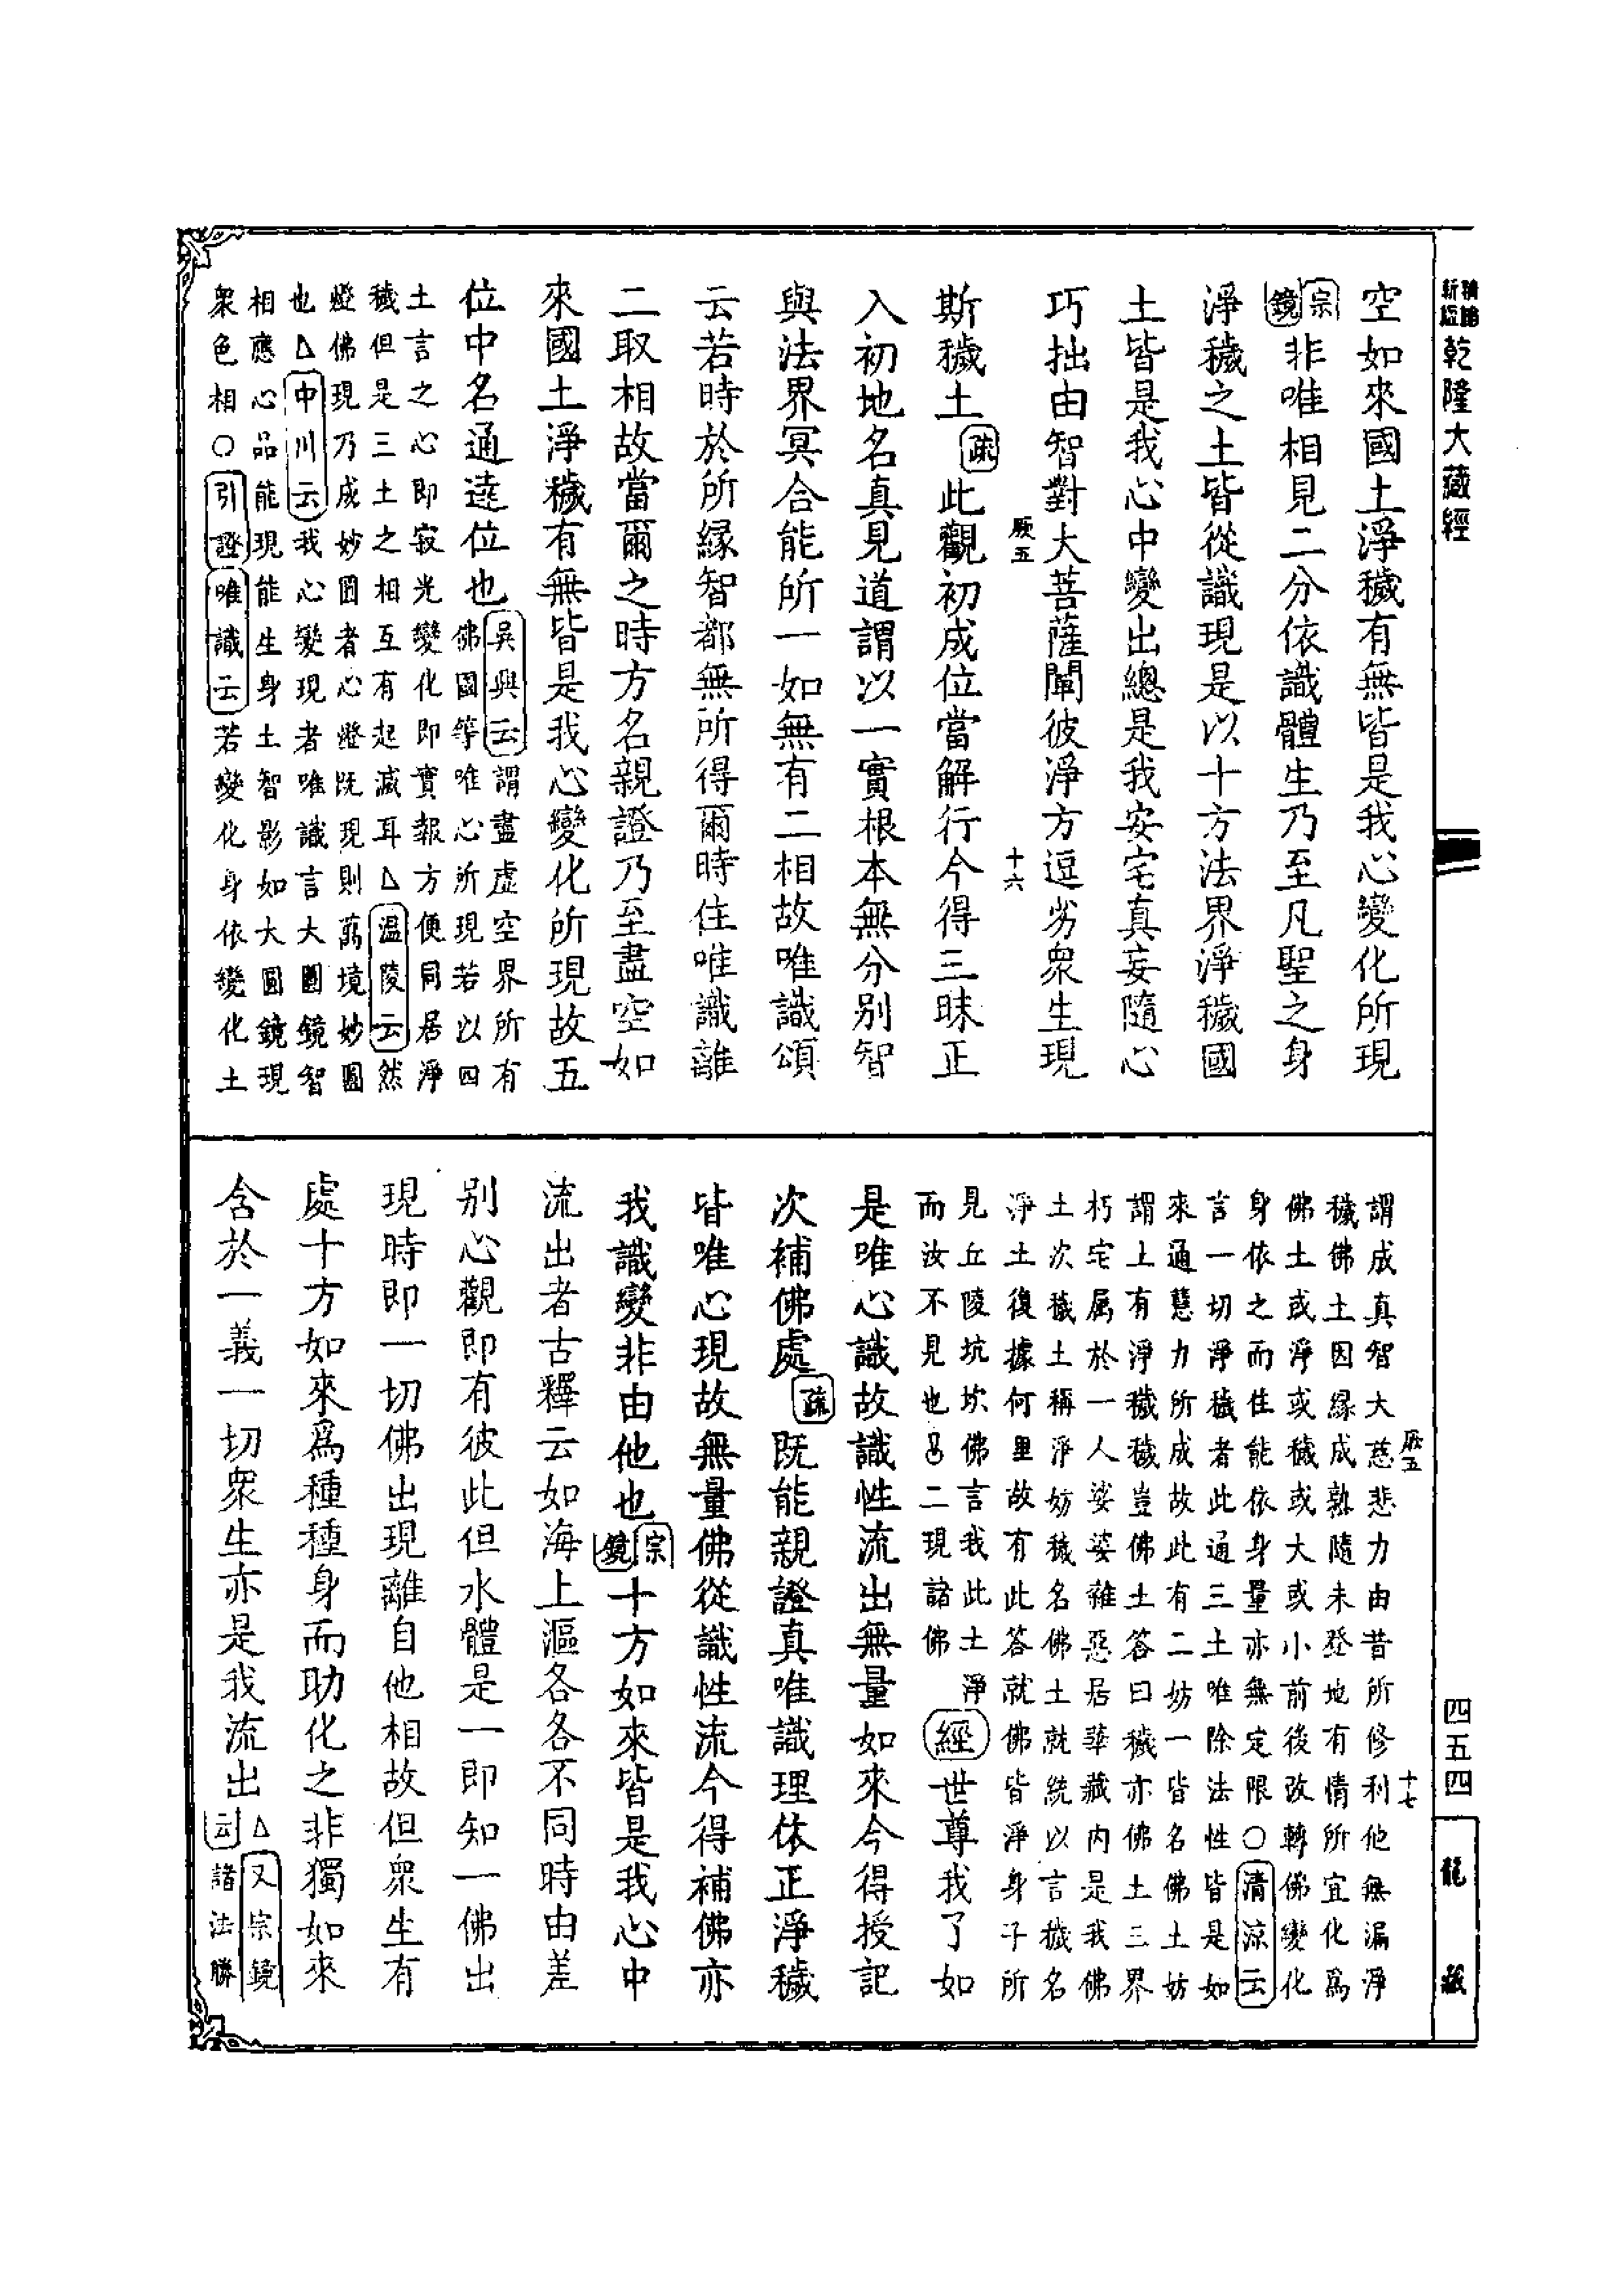 乾隆大藏經
空如來國土淨穢有無皆是我心變化所現
宗鏡非唯相見二分依識體生乃至凡聖之身
淨穢之土皆從識現是以十方法界淨穢國
土皆是我心中變出總是我安宅真妄隨心
巧拙由智對大菩薩闡彼淨方逗劣衆生現
厥五
十六
斯穢土疏此觀初成位當解行今得三昧正
入初地名真見道謂以一實根本無分别智
與法界冥合能所一如無有二相故唯識頌
云若時於所緣智都無所得爾時住唯識離
二取相故當爾之時方名親證乃至盡空如
來國土淨穢有無皆是我心變化所現故五
位中名通達位也
吳興云謂盡虛空界所有
佛國等唯心所現若以四
土言之心即寂光變化即實報方便同居淨
穢但是三土之相互有起滅耳△温陵云然
燈佛現乃成妙圓者心燈既現則萬境妙圓
也△中川云我心變現者唯識言大圓鏡智
相應心品能現能生身土智影如大圓鏡現
衆色相○引證唯識云若變化身依變化土
謂成真智大慈悲力由昔所修利他無漏淨
厥五
十七
穢佛土因緣成熟隨未登地有情所宜化爲
佛土或淨或穢或大或小前後改轉佛變化
身依之而住能依身量亦無定限○清涼云
言一切淨穢者此通三土唯除法性皆是如
來通慧力所成故此有二妨一皆名佛土妨
謂上有淨穢穢豈佛土答曰穢亦佛土三界
朽宅屬於一人娑婆雜惡居華藏内是我佛
土次穢土稱淨妨穢名佛土就統以言穢名
淨土復據何里故有此答就佛皆淨身子所
見丘陵坑坎佛言我此土淨
而汝不見也二現諸佛
經世尊我了如
是唯心識故識性流出無量如來今得授記
次補佛處疏既能親證真唯識理依正淨穢
皆唯心現故無量佛從識性流今得補佛亦
我識變非由他也宗鏡十方如來皆是我心中
流出者古釋云如海上漚各各不同時由差
别心觀即有彼此但水體是一即知一佛出
現時即一切佛出現離自他相故但衆生有
處十方如來爲種種身而助化之非獨如來
含於一義一切衆生亦是我流出
△又宗鏡
云諸法勝
四五四
龍藏